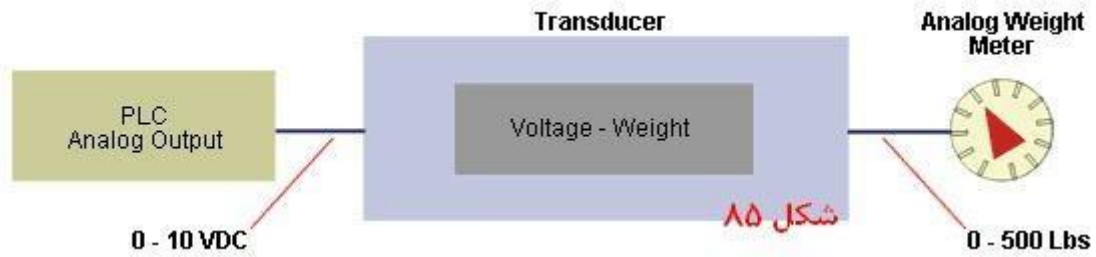 Transducer
Analog Weight
Meter
PLC
Analog Output
Voltage - Weight
شکل ۸۵
0 - 10 VDC
0 - 500 Lbs